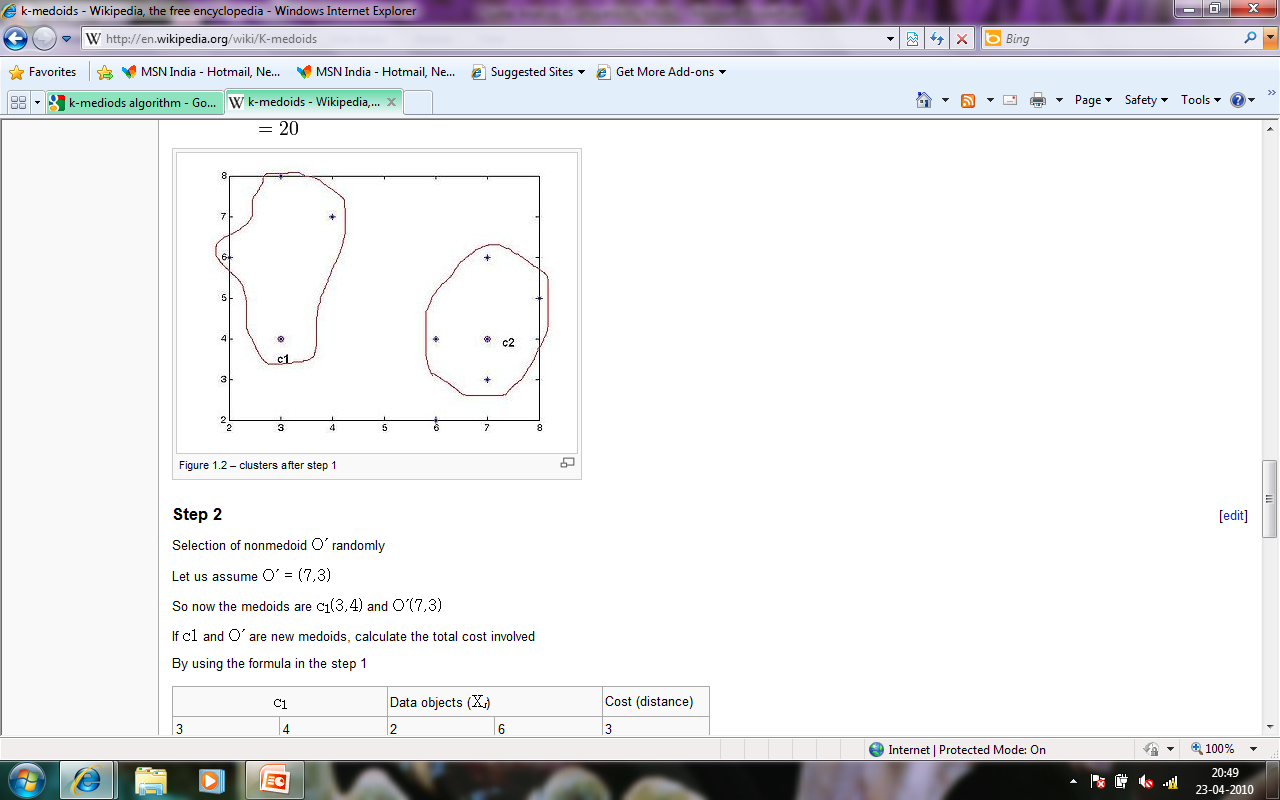 k-medoids - Wikipedia, the free encyclopedia - Windows Internet Explorer
W http://en.wikipedia.org/wiki/K-medoids
Bing
Favorites MSN India - Hotmail, Ne... MSN India - Hotmail, Ne... Suggested Sites Get More Add-ons
k-mediods algorithm - Go... W k-medoids - Wikipedia,... Page Safety Tools
= 20
8
7
6
5
4
3
2
c1
c2
2 3 4 5 6 7 8
Figure 1.2 – clusters after step 1
Step 2
[edit]
Selection of nonmedoid O′ randomly
Let us assume O′ = (7,3)
So now the medoids are c1(3,4) and O′(7,3)
If c1 and O′ are new medoids, calculate the total cost involved
By using the formula in the step 1
c1 Data objects (Xi) Cost (distance)
3 4 2 6 3
Internet | Protected Mode: On 100%
20:49
23-04-2010